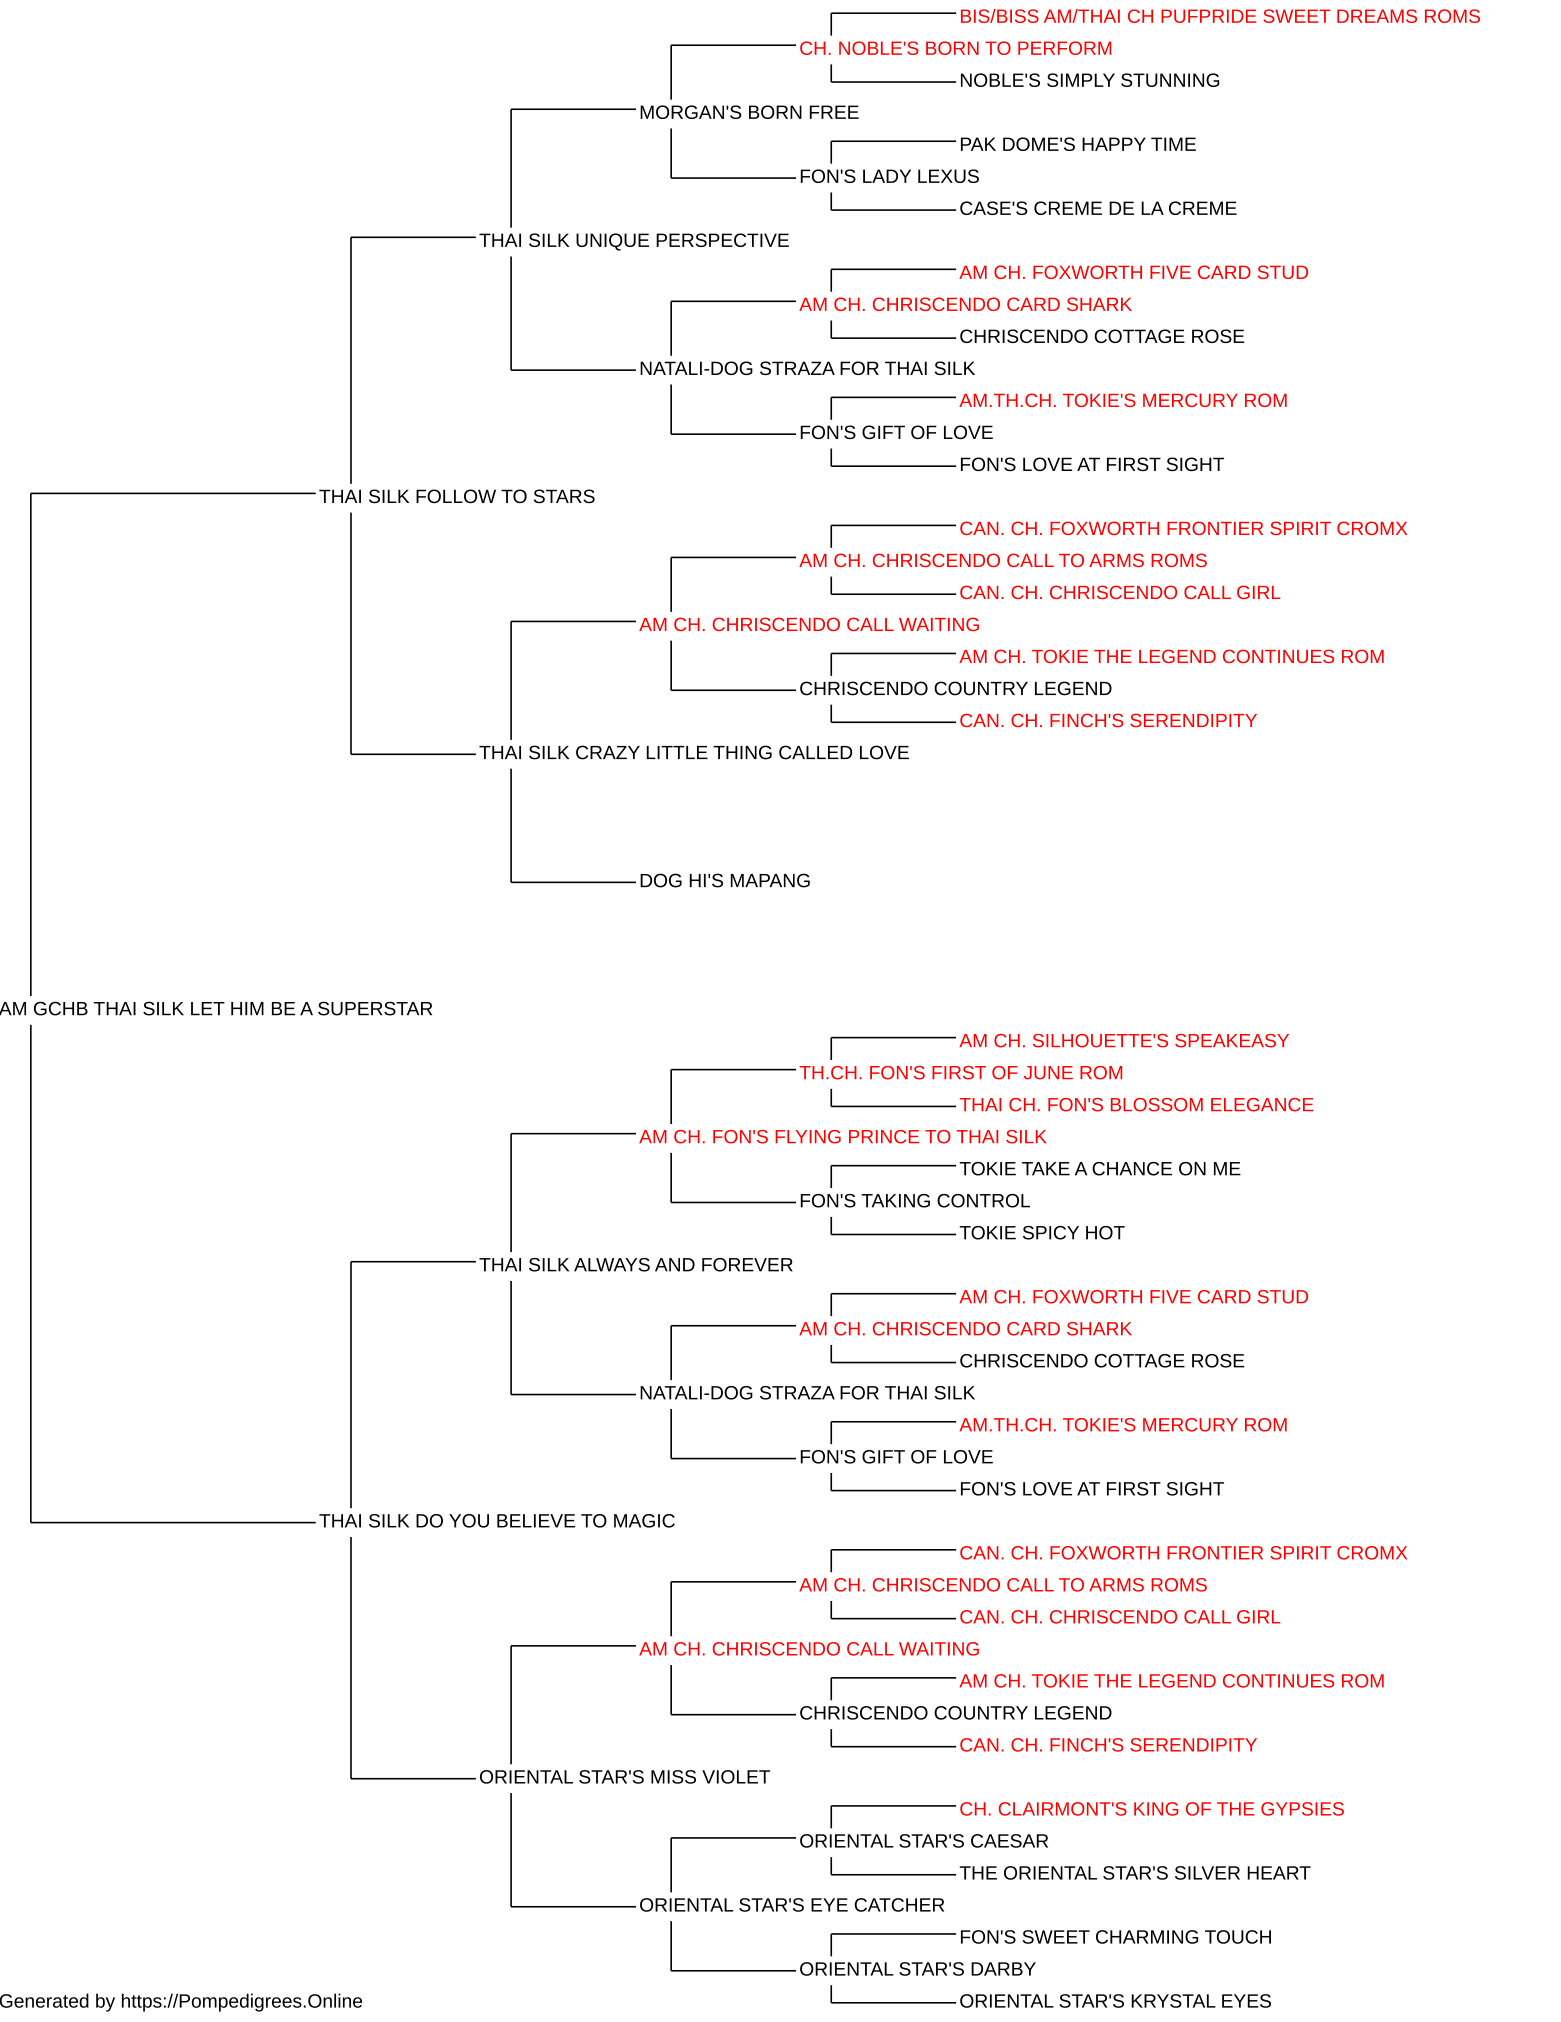 BIS/BISS AM/THAI CH PUFPRIDE SWEET DREAMS ROMS
CH. NOBLE'S BORN TO PERFORM
NOBLE'S SIMPLY STUNNING
MORGAN'S BORN FREE
PAK DOME'S HAPPY TIME
FON'S LADY LEXUS
CASE'S CREME DE LA CREME
THAI SILK UNIQUE PERSPECTIVE
AM CH. FOXWORTH FIVE CARD STUD
AM CH. CHRISCENDO CARD SHARK
CHRISCENDO COTTAGE ROSE
NATALI-DOG STRAZA FOR THAI SILK
AM.TH.CH. TOKIE'S MERCURY ROM
FON'S GIFT OF LOVE
FON'S LOVE AT FIRST SIGHT
THAI SILK FOLLOW TO STARS
CAN. CH. FOXWORTH FRONTIER SPIRIT CROMX
AM CH. CHRISCENDO CALL TO ARMS ROMS
CAN. CH. CHRISCENDO CALL GIRL
AM CH. CHRISCENDO CALL WAITING
AM CH. TOKIE THE LEGEND CONTINUES ROM
CHRISCENDO COUNTRY LEGEND
CAN. CH. FINCH'S SERENDIPITY
THAI SILK CRAZY LITTLE THING CALLED LOVE
DOG HI'S MAPANG
AM GCHB THAI SILK LET HIM BE A SUPERSTAR
AM CH. SILHOUETTE'S SPEAKEASY
TH.CH. FON'S FIRST OF JUNE ROM
THAI CH. FON'S BLOSSOM ELEGANCE
AM CH. FON'S FLYING PRINCE TO THAI SILK
TOKIE TAKE A CHANCE ON ME
FON'S TAKING CONTROL
TOKIE SPICY HOT
THAI SILK ALWAYS AND FOREVER
AM CH. FOXWORTH FIVE CARD STUD
AM CH. CHRISCENDO CARD SHARK
CHRISCENDO COTTAGE ROSE
NATALI-DOG STRAZA FOR THAI SILK
AM.TH.CH. TOKIE'S MERCURY ROM
FON'S GIFT OF LOVE
FON'S LOVE AT FIRST SIGHT
THAI SILK DO YOU BELIEVE TO MAGIC
CAN. CH. FOXWORTH FRONTIER SPIRIT CROMX
AM CH. CHRISCENDO CALL TO ARMS ROMS
CAN. CH. CHRISCENDO CALL GIRL
AM CH. CHRISCENDO CALL WAITING
AM CH. TOKIE THE LEGEND CONTINUES ROM
CHRISCENDO COUNTRY LEGEND
CAN. CH. FINCH'S SERENDIPITY
ORIENTAL STAR'S MISS VIOLET
CH. CLAIRMONT'S KING OF THE GYPSIES
ORIENTAL STAR'S CAESAR
THE ORIENTAL STAR'S SILVER HEART
ORIENTAL STAR'S EYE CATCHER
FON'S SWEET CHARMING TOUCH
ORIENTAL STAR'S DARBY
ORIENTAL STAR'S KRYSTAL EYES
Generated by https://Pompedigrees.Online